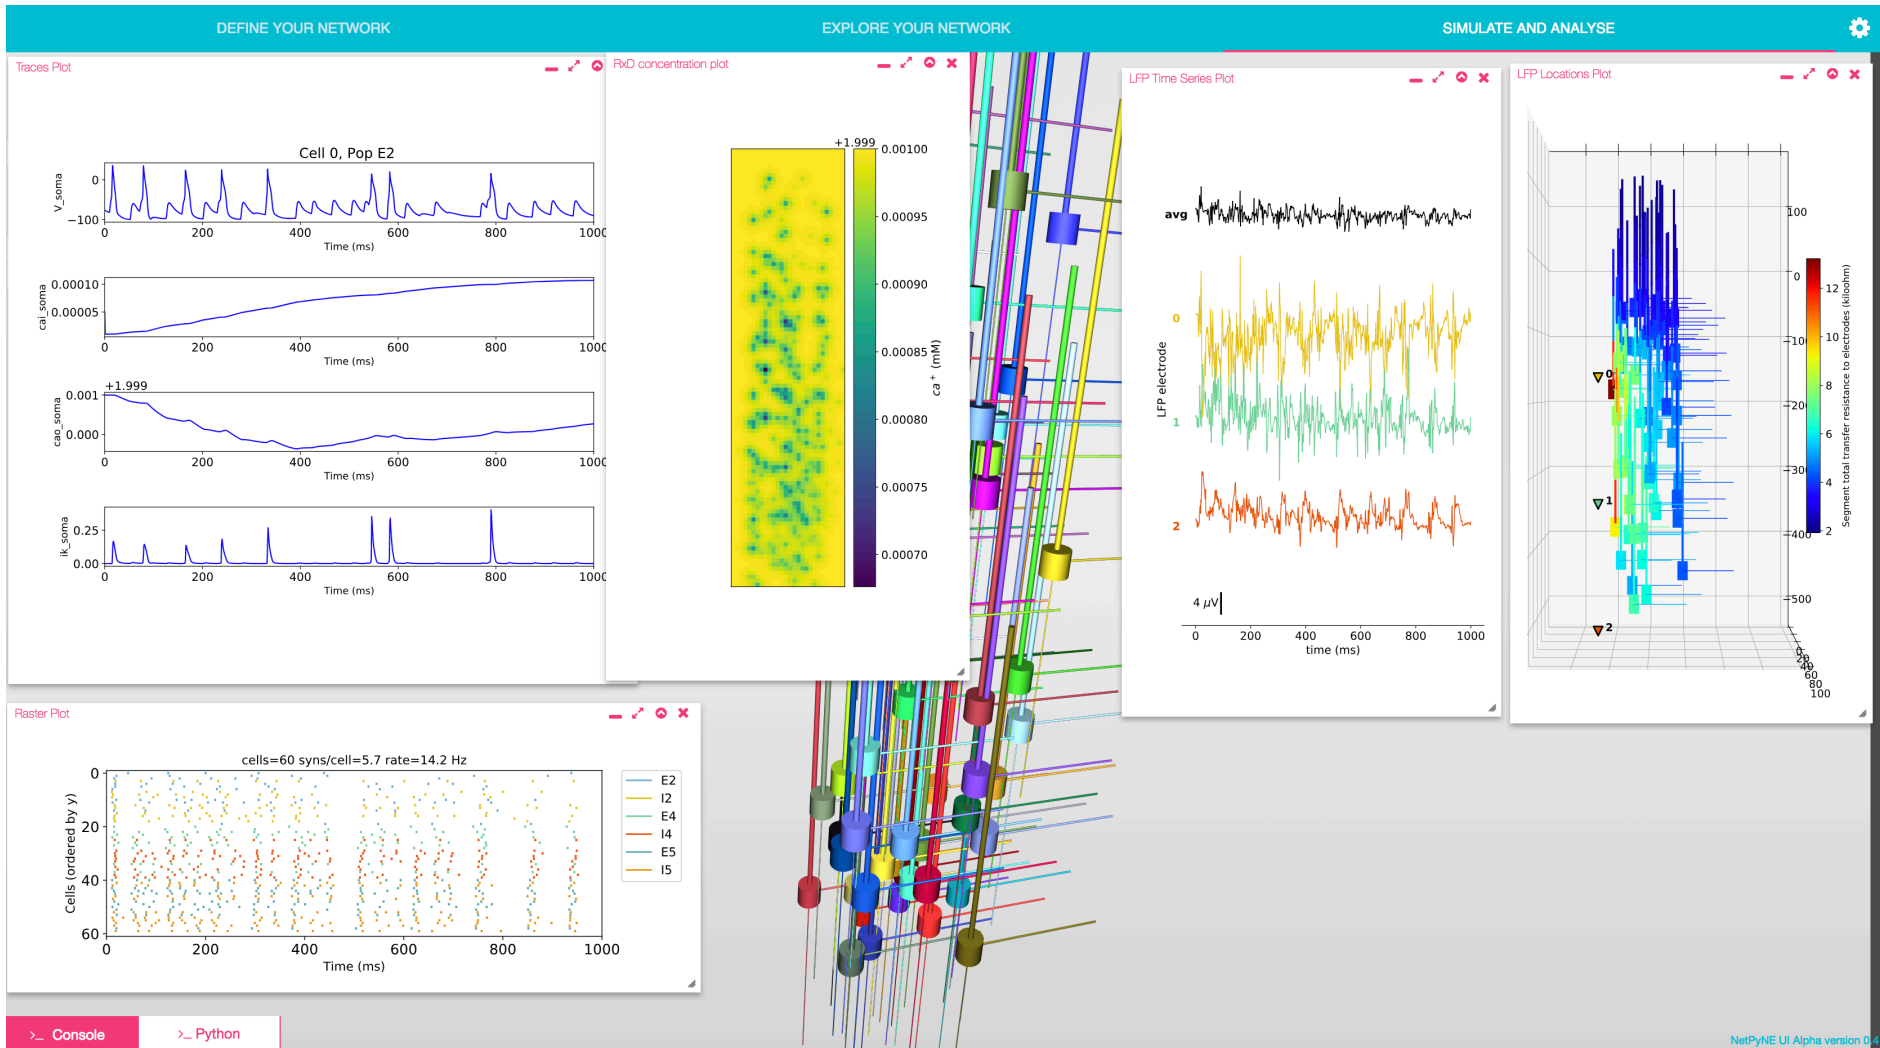 DEFINE YOUR NETWORK
EXPLORE YOUR NETWORK
SIMULATE AND ANALYSE
Traces Plot
Cell 0, Pop E2
V_soma
0
−100
0 200 400 600 800 1000
Time (ms)
cai_soma
0.00010
0.00005
0 200 400 600 800 1000
Time (ms)
+1.999
cao_soma
0.001
0.000
0 200 400 600 800 1000
Time (ms)
ik_soma
0.25
0.00
0 200 400 600 800 1000
Time (ms)
RxD concentration plot
+1.999
0.00100
0.00095
0.00090
0.00085
0.00080
0.00075
0.00070
ca⁺ (mM)
LFP Time Series Plot
avg
0
1
2
LFP electrode
4 μV
0 200 400 600 800 1000
time (ms)
LFP Locations Plot
100
0
−100
−200
−300
−400
−500
0
20
40
60
80
100
0
1
2
12
10
8
6
4
2
Segment total transfer resistance to electrodes (kiloohm)
Raster Plot
cells=60 syns/cell=5.7 rate=14.2 Hz
Cells (ordered by y)
0
20
40
60
0 200 400 600 800 1000
Time (ms)
E2
I2
E4
I4
E5
I5
>_ Console
>_ Python
NetPyNE UI Alpha version 0.4